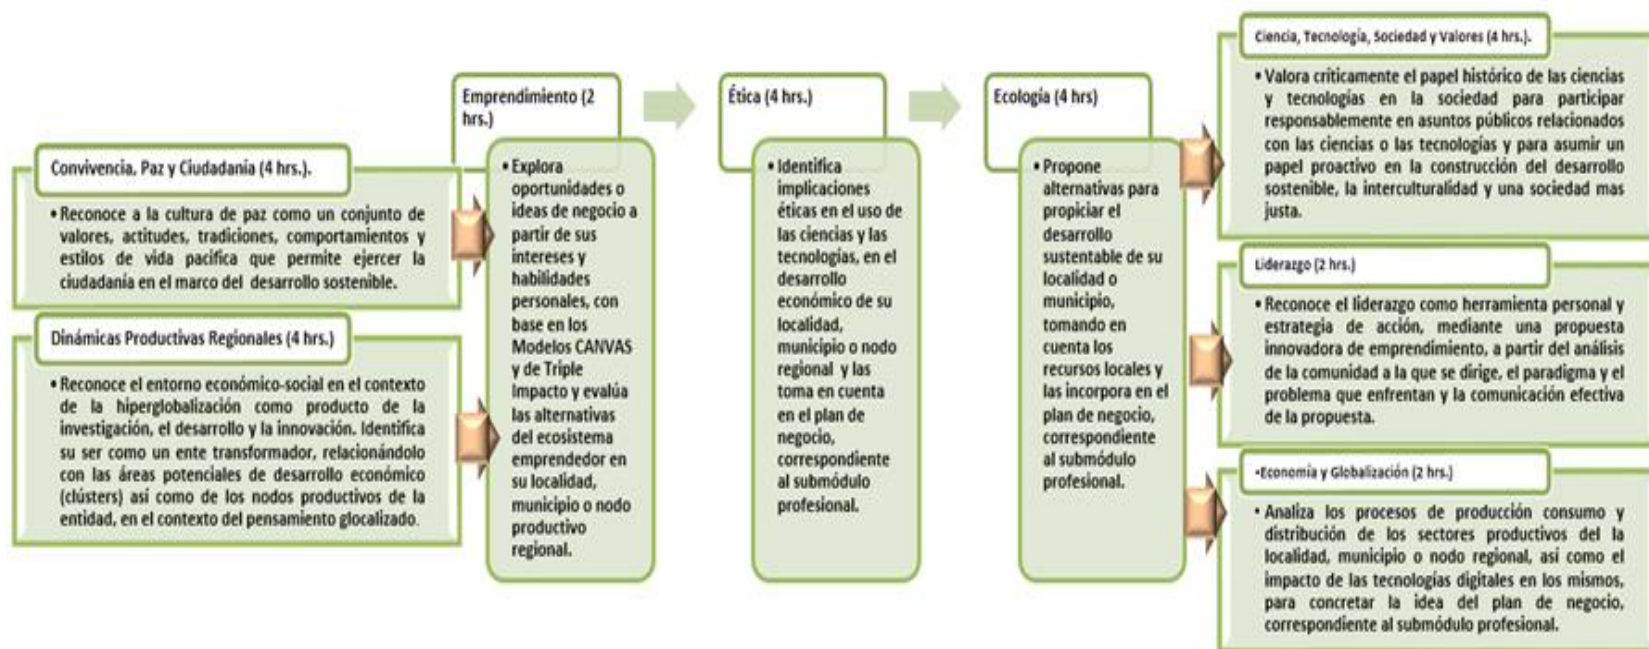 Convivencia, Paz y Ciudadanía (4 hrs.).
• Reconoce a la cultura de paz como un conjunto de
valores, actitudes, tradiciones, comportamientos y
estilos de vida pacifica que permite ejercer la
ciudadanía en el marco del desarrollo sostenible.
Dinámicas Productivas Regionales (4 hrs.)
• Reconoce el entorno económico-social en el contexto
de la hiperglobalización como producto de la
investigación, el desarrollo y la innovación. Identifica
su ser como un ente transformador, relacionándolo
con las áreas potenciales de desarrollo económico
(clústers) así como de los nodos productivos de la
entidad, en el contexto del pensamiento glocalizado.
Emprendimiento (2
hrs.)
• Explora
oportunidades o
ideas de negocio a
partir de sus
intereses y
habilidades
personales, con
base en los
Modelos CANVAS
y de Triple
Impacto y evalúa
las alternativas
del ecosistema
emprendedor en
su localidad,
municipio o nodo
productivo
regional.
Ética (4 hrs.)
• Identifica
implicaciones
éticas en el uso de
las ciencias y las
tecnologías, en el
desarrollo
económico de su
localidad,
municipio o nodo
regional y las
toma en cuenta
en el plan de
negocio,
correspondiente
al submódulo
profesional.
Ecología (4 hrs)
• Propone
alternativas para
propiciar el
desarrollo
sustentable de su
localidad o
municipio,
tomando en
cuenta los
recursos locales y
las incorpora en el
plan de negocio,
correspondiente
al submódulo
profesional.
Ciencia, Tecnología, Sociedad y Valores (4 hrs.).
• Valora críticamente el papel histórico de las ciencias
y tecnologías en la sociedad para participar
responsablemente en asuntos públicos relacionados
con las ciencias o las tecnologías y para asumir un
papel proactivo en la construcción del desarrollo
sostenible, la interculturalidad y una sociedad mas
justa.
Liderazgo (2 hrs.)
• Reconoce el liderazgo como herramienta personal y
estrategia de acción, mediante una propuesta
innovadora de emprendimiento, a partir del análisis
de la comunidad a la que se dirige, el paradigma y el
problema que enfrentan y la comunicación efectiva
de la propuesta.
-Economía y Globalización (2 hrs.)
• Analiza los procesos de producción consumo y
distribución de los sectores productivos del la
localidad, municipio o nodo regional, así como el
impacto de las tecnologías digitales en los mismos,
para concretar la idea del plan de negocio,
correspondiente al submódulo profesional.